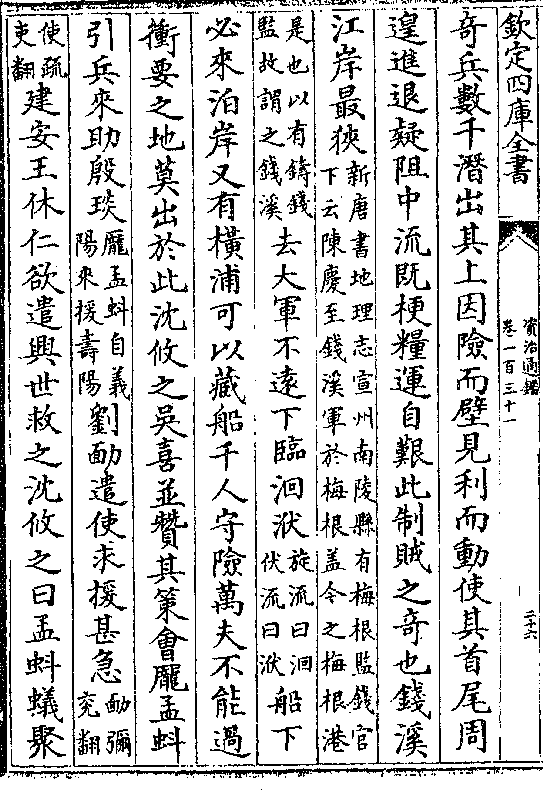 欽定四庫全書
資治通鑑
卷一百三十一
二十六
奇兵數千潛出其上因險而壁見利而動使其首尾周
遑進退疑阻中流既梗糧運自艱此制賊之奇也錢溪
江岸最狹新唐書地理志宣州南陵縣有梅根監錢官下云陳慶至錢溪軍於梅根盖今之梅根港
是也以有鑄錢監故謂之錢溪去大軍不遠下臨洄洑旋流曰洄伏流曰洑船下
必來泊岸又有横浦可以藏船千人守險萬夫不能過
衝要之地莫出於此沈攸之吳喜並贊其策會龎孟蚪
引兵來助殷琰龎孟蚪自義陽來援壽陽劉勔遣使求援甚急勔彌兖翻
使疏吏翻建安王休仁欲遣興世救之沈攸之曰孟蚪蟻聚